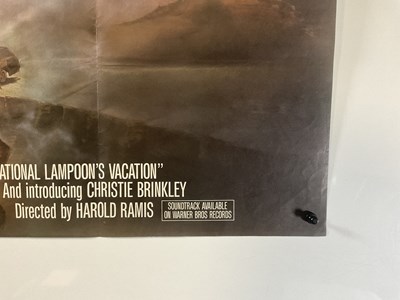 ATIONAL LAMPOON'S VACATION"
And introducing CHRISTIE BRINKLEY
Directed by HAROLD RAMIS
SOUNDTRACK AVAILABLE
ON WARNER BROS RECORDS